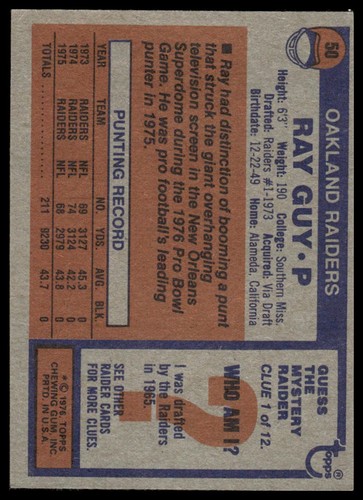 50
OAKLAND RAIDERS
RAY GUY • P
Height: 6'3" Weight: 190 College: Southern Miss.
Drafted: Raiders #1-1973 Acquired: Via Draft
Birthdate: 12-22-49 Home: Alameda, California
■ Ray had distinction of booming a punt
that struck the giant overhanging
television screen in the New Orleans
Superdome during the 1976 Pro Bowl
Game. He was pro football's leading
punter in 1975.
PUNTING RECORD
YEAR TEAM NO. YDS. AVG. BLK.
1973 RAIDERS NFL 69 3127 45.3 0
1974 RAIDERS NFL 74 3124 42.2 0
1975 RAIDERS NFL 68 2979 43.8 0
TOTALS 211 9230 43.7 0
topps®
GUESS
THE
MYSTERY
RAIDER
CLUE 1 of 12.
WHO AM I?
?
I was drafted
by the Raiders
in 1965.
SEE OTHER
RAIDER CARDS
FOR MORE CLUES.
* © 1976, TOPPS
CHEWING GUM, INC.
PRTD. IN U.S.A.